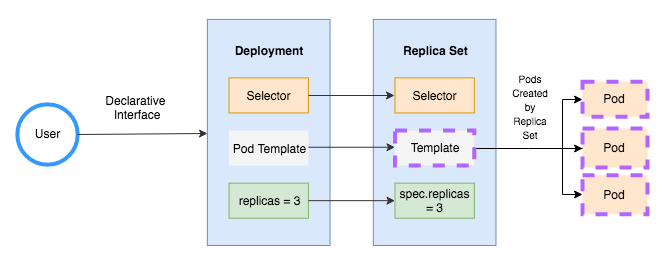 User
Declarative
Interface
Deployment
Selector
Pod Template
replicas = 3
Replica Set
Selector
Template
spec.replicas
= 3
Pods
Created
by
Replica
Set
Pod
Pod
Pod